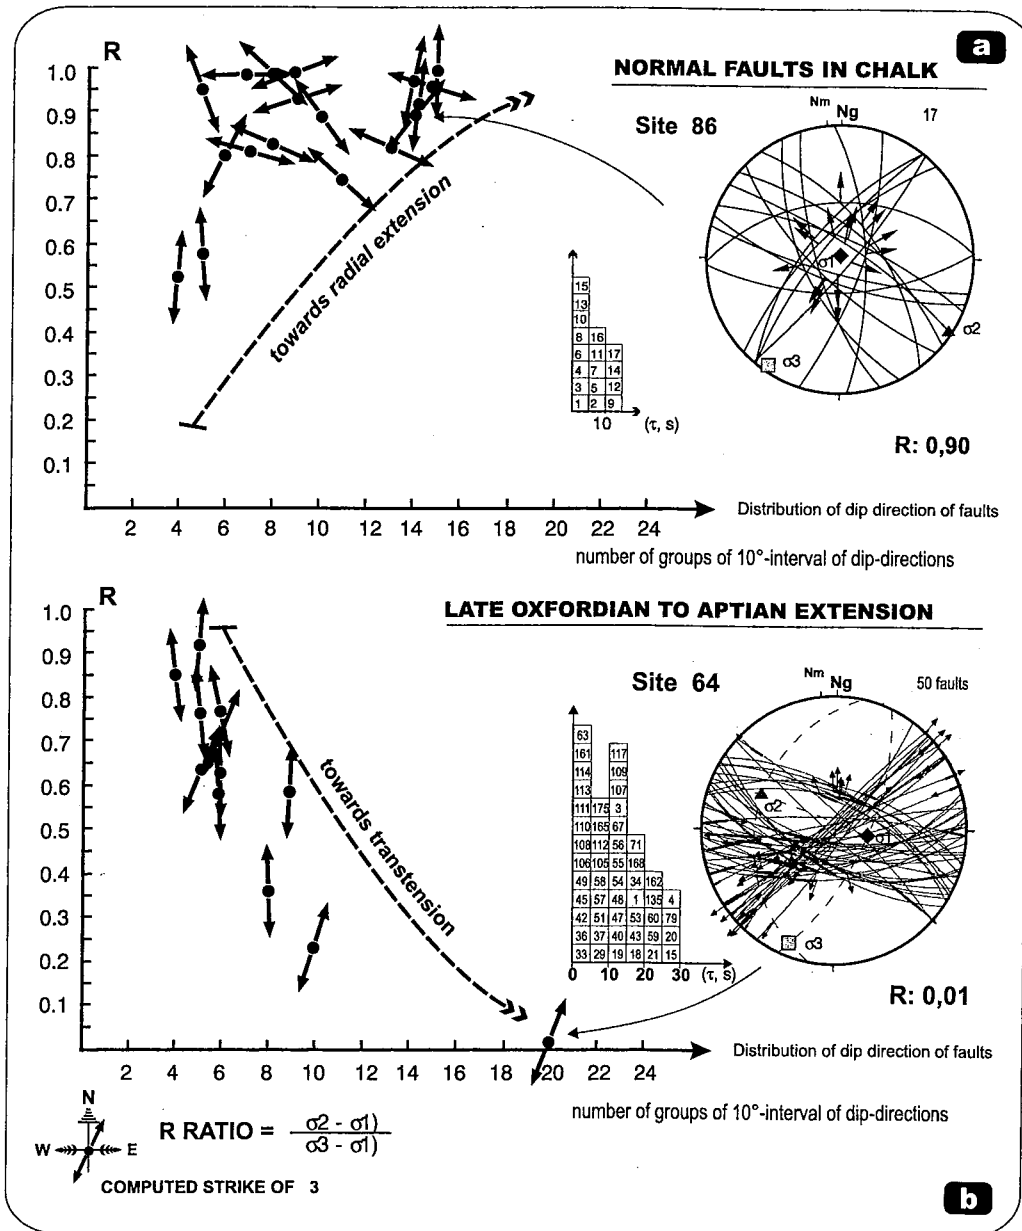 a
R
NORMAL FAULTS IN CHALK
Site 86
Nm Ng
17
1.0
0.9
0.8
0.7
0.6
0.5
0.4
0.3
0.2
0.1
towards radial extension
15
13
10
8 16
6 11 17
4 7 14
3 5 12
1 2 9
10
(τ, s)
σ1
σ2
σ3
R: 0,90
2 4 6 8 10 12 14 16 18 20 22 24
Distribution of dip direction of faults
number of groups of 10°-interval of dip-directions
R
LATE OXFORDIAN TO APTIAN EXTENSION
Site 64
Nm Ng
50 faults
1.0
0.9
0.8
0.7
0.6
0.5
0.4
0.3
0.2
0.1
towards transtension
63
161 117
114 109
113 107
111 175 3
110 165 67
108 112 56 71
106 105 55 168
49 58 54 34 162
45 57 48 1 135 4
42 51 47 53 60 79
36 37 40 43 59 20
33 29 19 18 21 15
0 10 20 30 (τ, s)
σ2
σ1
σ3
R: 0,01
2 4 6 8 10 12 14 16 18 20 22 24
Distribution of dip direction of faults
number of groups of 10°-interval of dip-directions
N
W E
R RATIO = σ2 - σ1)
σ3 - σ1)
COMPUTED STRIKE OF 3
b